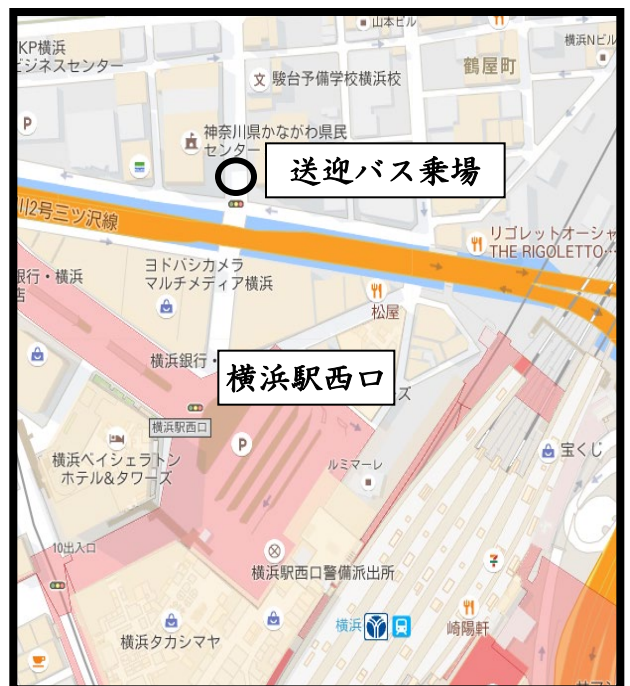 山本ビル
KP横浜
ビジネスセンター
横浜Nビル
鶴屋町
駿台予備学校横浜校
P
神奈川県かながわ県民
センター
送迎バス乗場
川2号三ツ沢線
リゴレットオーシャ
THE RIGOLETTO…
ヨドバシカメラ
マルチメディア横浜
銀行・横浜
店
松屋
横浜銀行・
横浜駅西口
ズ
横浜駅西口
P
横浜ベイシェラトン
ホテル&タワーズ
ルミマーレ
宝くじ
10出入口
横浜駅西口警備派出所
横浜タカシマヤ
横浜
崎陽軒